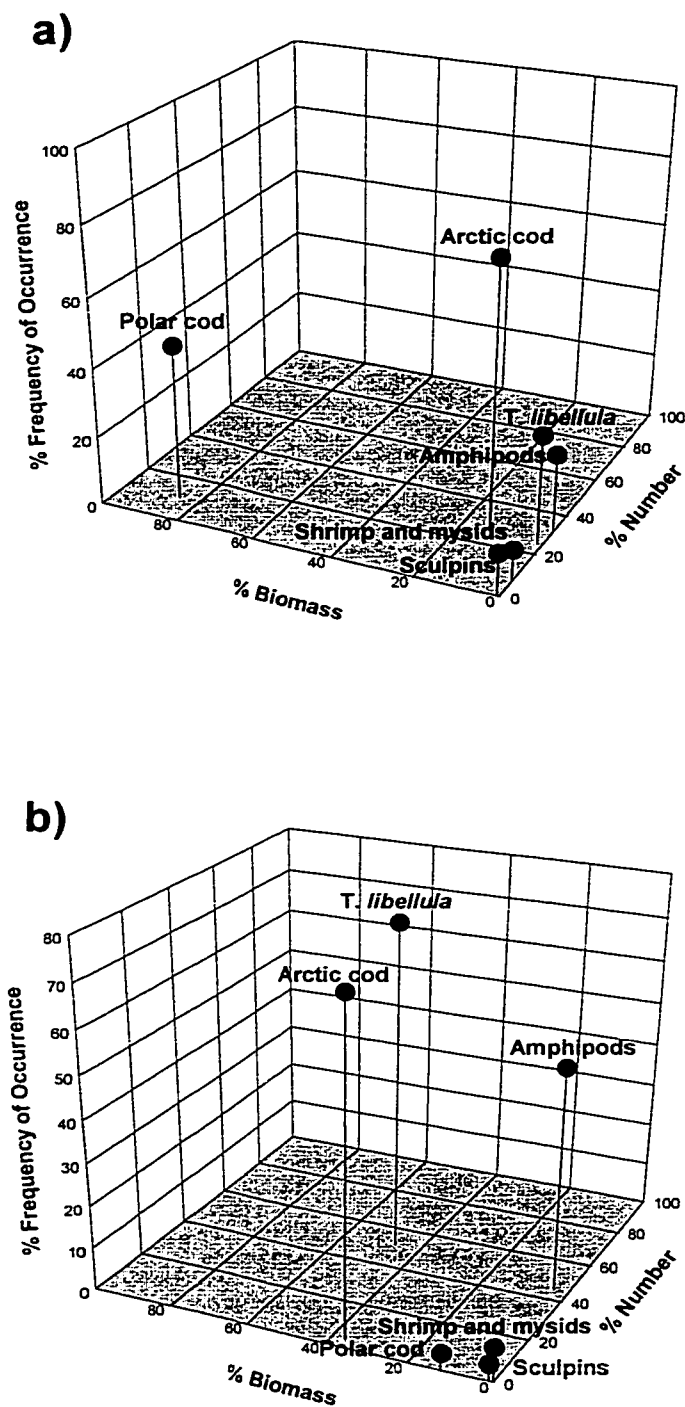 a)
100
80
60
40
20
0
% Frequency of Occurrence
Arctic cod
Polar cod
T. libellula
Amphipods
Shrimp and mysids
Sculpins
80
60
40
20
0
% Biomass
0
20
40
60
80
100
% Number
b)
80
70
60
50
40
30
20
10
0
% Frequency of Occurrence
T. libellula
Arctic cod
Amphipods
Shrimp and mysids
Polar cod
Sculpins
80
60
40
20
0
% Biomass
0
20
40
60
80
100
% Number